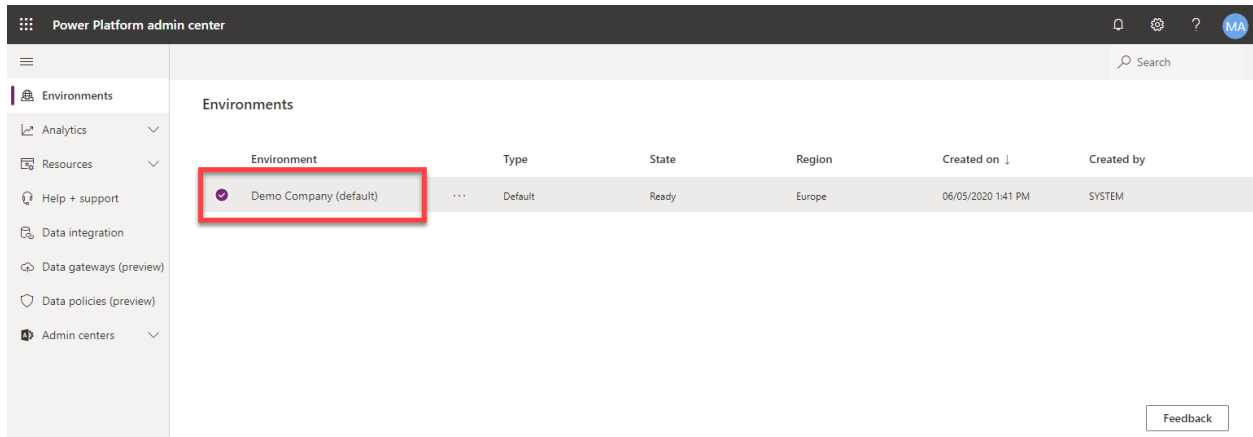 Power Platform admin center
?
MA
Search
Environments
Analytics
Resources
Help + support
Data integration
Data gateways (preview)
Data policies (preview)
Admin centers
Environments
Environment Type State Region Created on ↓ Created by
Demo Company (default) ... Default Ready Europe 06/05/2020 1:41 PM SYSTEM
Feedback